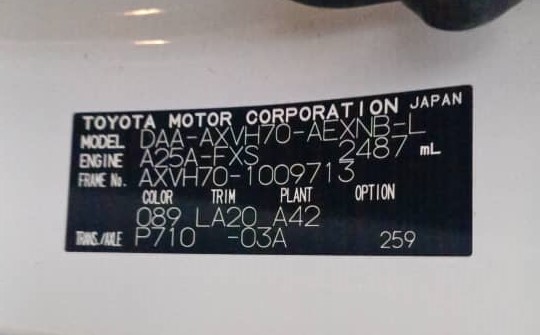 TOYOTA MOTOR CORPORATION JAPAN
MODEL DAA-AXVH70-AEXNB-L
ENGINE A25A-FXS 2487 mL
FRAME No. AXVH70-1009713
COLOR TRIM PLANT OPTION
089 LA20 A42
TRANS./AXLE P710 -03A 259